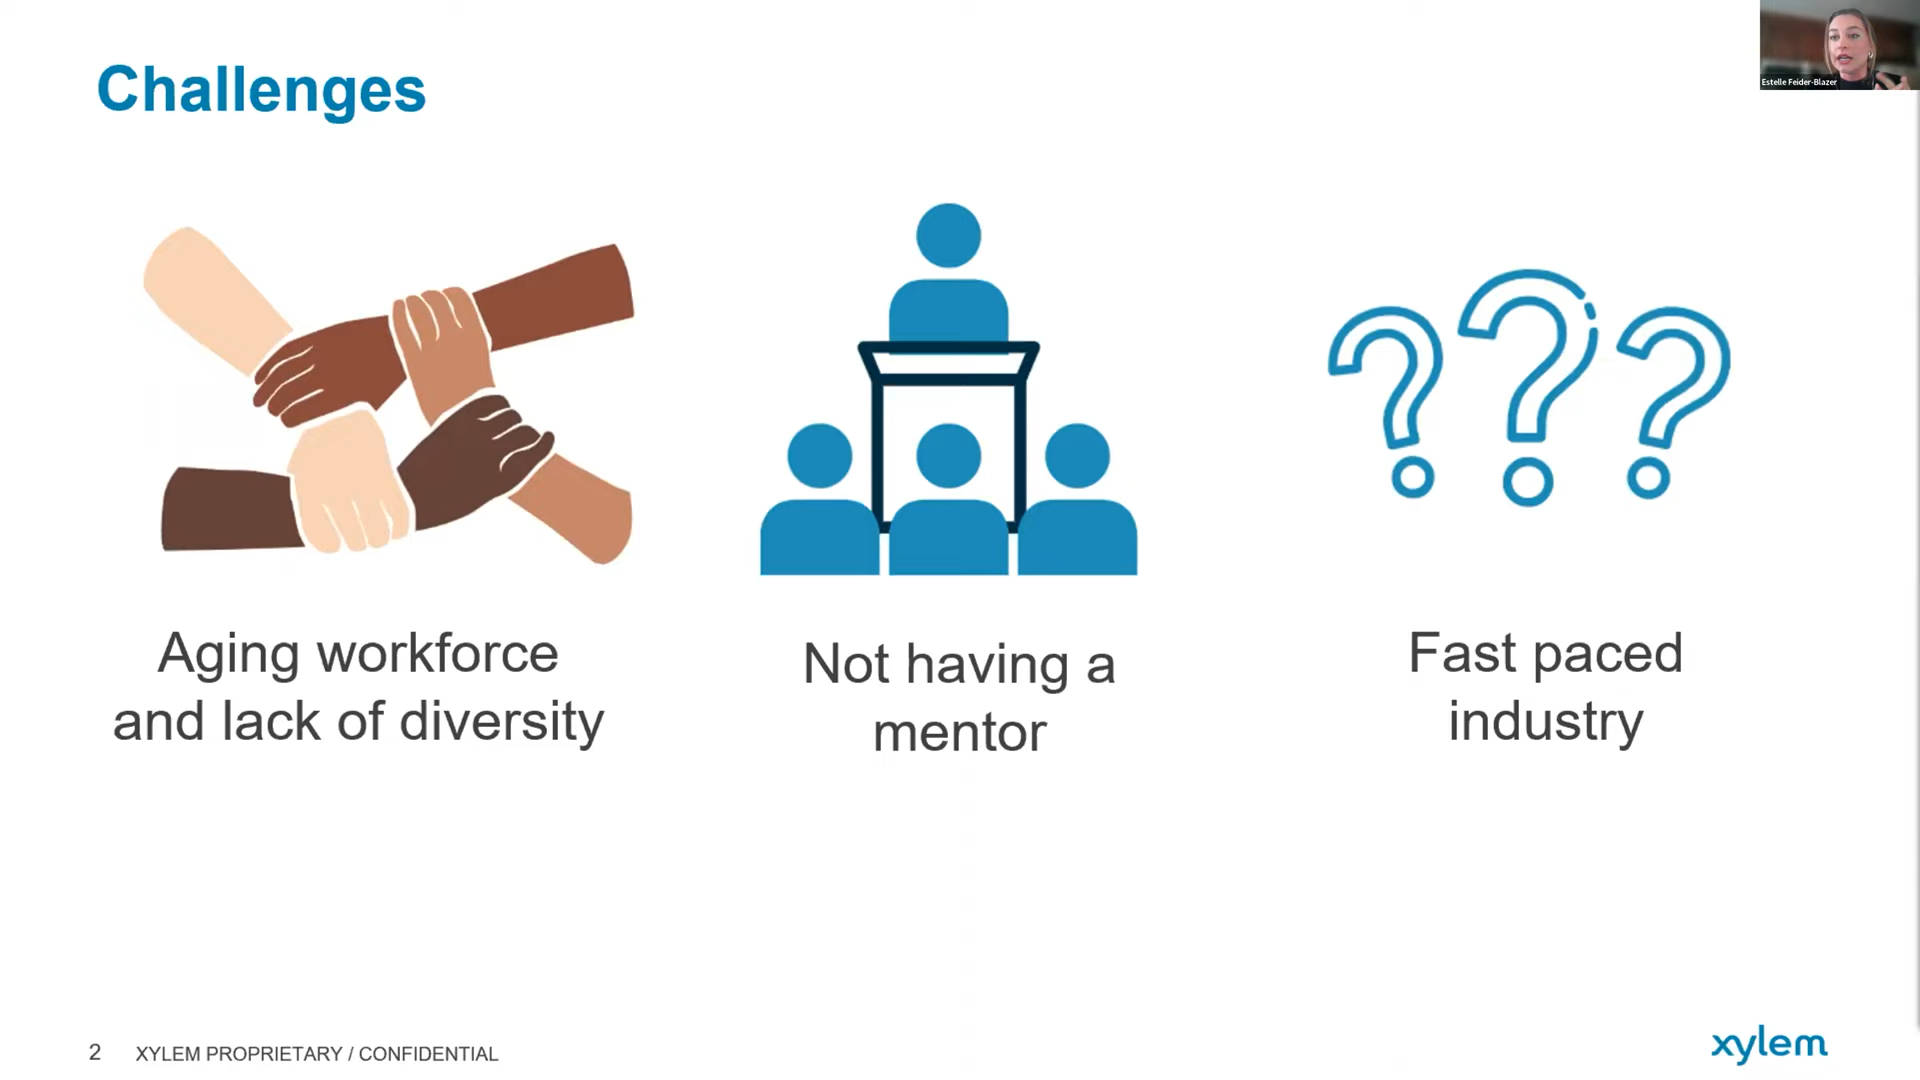 Challenges
Estelle Feider-Blazer
Aging workforce
and lack of diversity
Not having a
mentor
Fast paced
industry
2 XYLEM PROPRIETARY / CONFIDENTIAL
xylem